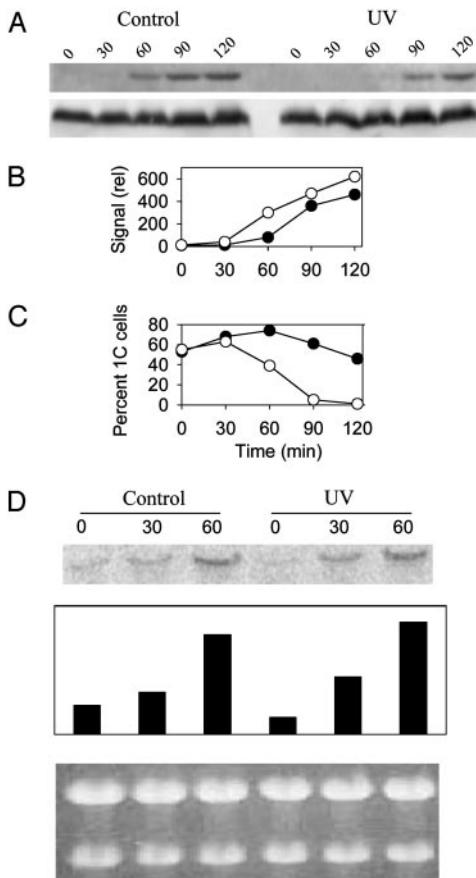 A
Control UV
0 30 60 90 120 0 30 60 90 120
B
Signal (rel)
600
400
200
0
0 30 60 90 120
C
Percent 1C cells
80
60
40
20
0
0 30 60 90 120
Time (min)
D
Control UV
0 30 60 0 30 60